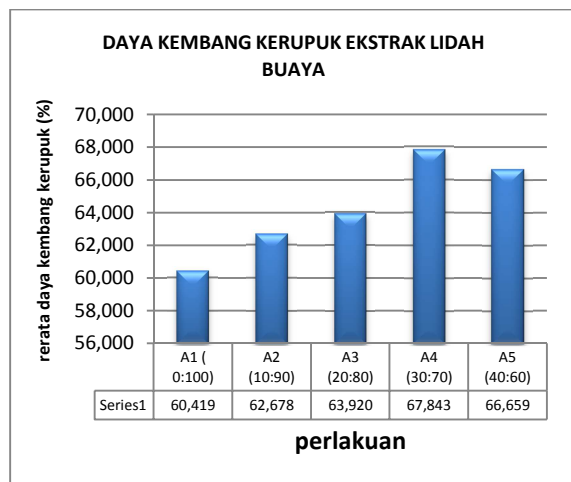 DAYA KEMBANG KERUPUK EKSTRAK LIDAH
BUAYA
rerata daya kembang kerupuk (%)
70,000
68,000
66,000
64,000
62,000
60,000
58,000
56,000
A1 ( 0:100) A2 (10:90) A3 (20:80) A4 (30:70) A5 (40:60)
Series1 60,419 62,678 63,920 67,843 66,659
perlakuan